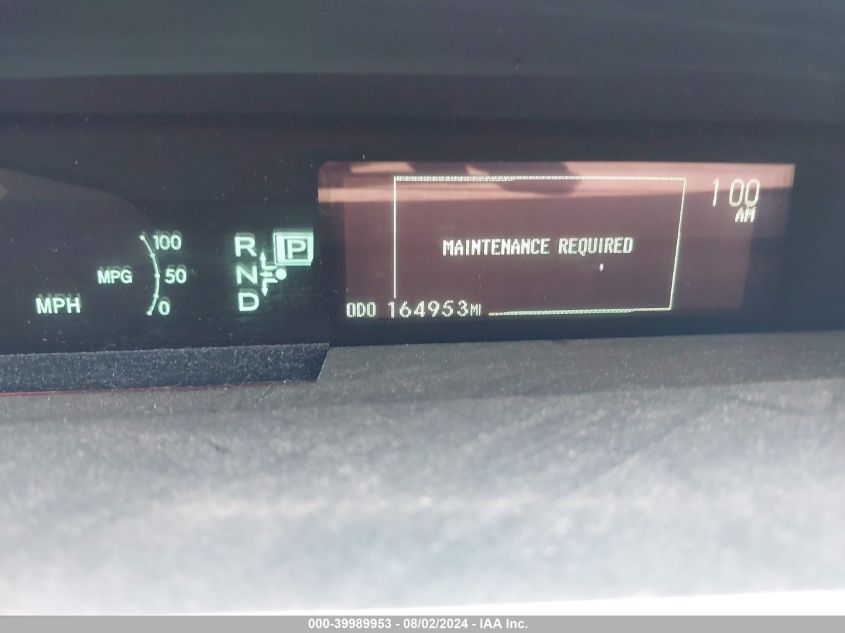 1 00
AM
100
MPG 50
MPH 0
R P
N
D
MAINTENANCE REQUIRED
ODO 164953MI
000-39989953 - 08/02/2024 - IAA Inc.